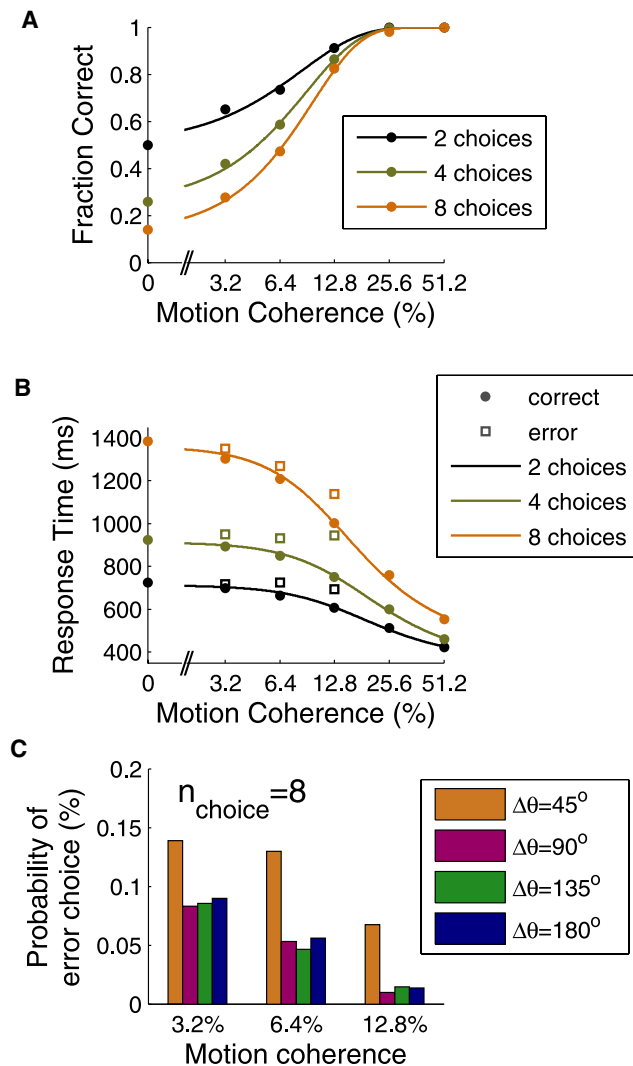 A
Fraction Correct
1
0.8
0.6
0.4
0.2
0
0 3.2 6.4 12.8 25.6 51.2
Motion Coherence (%)
2 choices
4 choices
8 choices
B
Response Time (ms)
1400
1200
1000
800
600
400
0 3.2 6.4 12.8 25.6 51.2
Motion Coherence (%)
correct
error
2 choices
4 choices
8 choices
C
Probability of
error choice (%)
0.2
0.15
0.1
0.05
0
nchoice=8
3.2% 6.4% 12.8%
Motion coherence
Δθ=45o
Δθ=90o
Δθ=135o
Δθ=180o